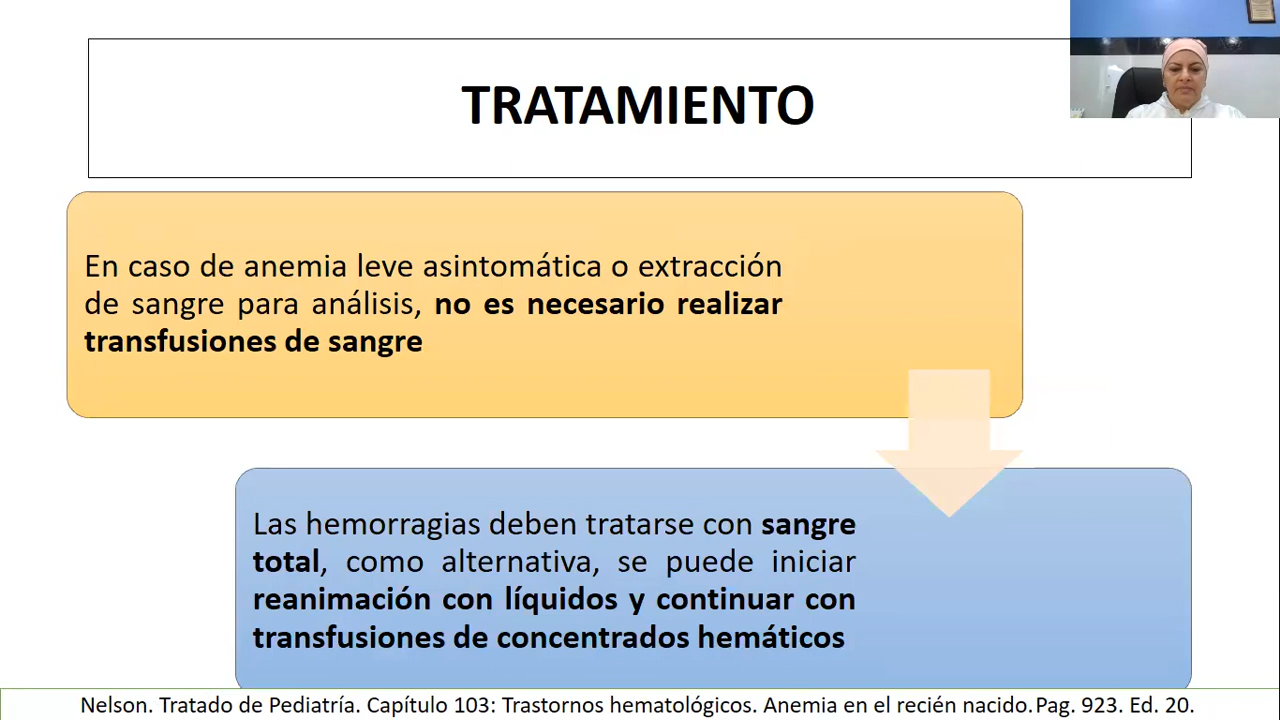 TRATAMIENTO
En caso de anemia leve asintomática o extracción
de sangre para análisis, no es necesario realizar
transfusiones de sangre
Las hemorragias deben tratarse con sangre
total, como alternativa, se puede iniciar
reanimación con líquidos y continuar con
transfusiones de concentrados hemáticos
Nelson. Tratado de Pediatría. Capítulo 103: Trastornos hematológicos. Anemia en el recién nacido.Pag. 923. Ed. 20.